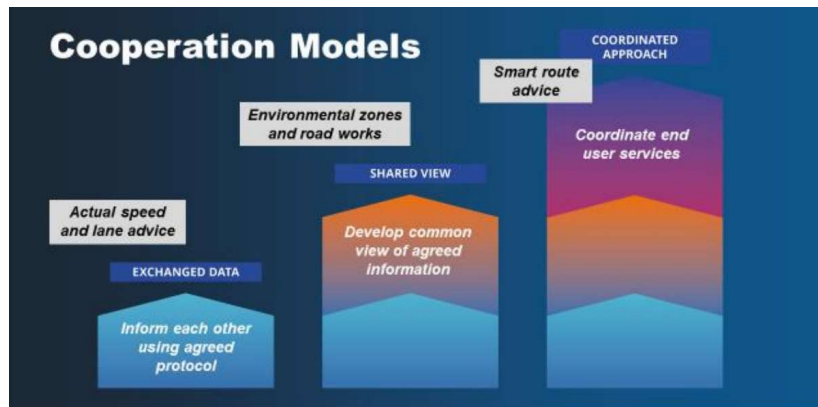 Cooperation Models
Actual speed
and lane advice
EXCHANGED DATA
Inform each other
using agreed
protocol
Environmental zones
and road works
SHARED VIEW
Develop common
view of agreed
information
Smart route
advice
COORDINATED
APPROACH
Coordinate end
user services